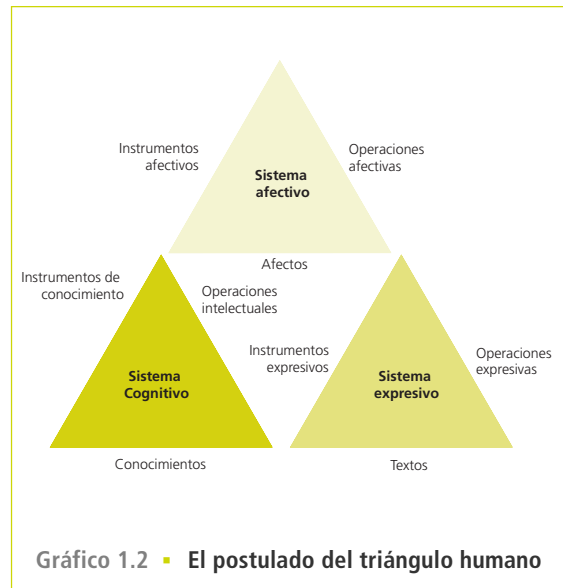 Instrumentos
afectivos
Operaciones
afectivas
Sistema
afectivo
Afectos
Instrumentos de
conocimiento
Operaciones
intelectuales
Sistema
Cognitivo
Conocimientos
Instrumentos
expresivos
Operaciones
expresivas
Sistema
expresivo
Textos
Gráfico 1.2 ▪ El postulado del triángulo humano